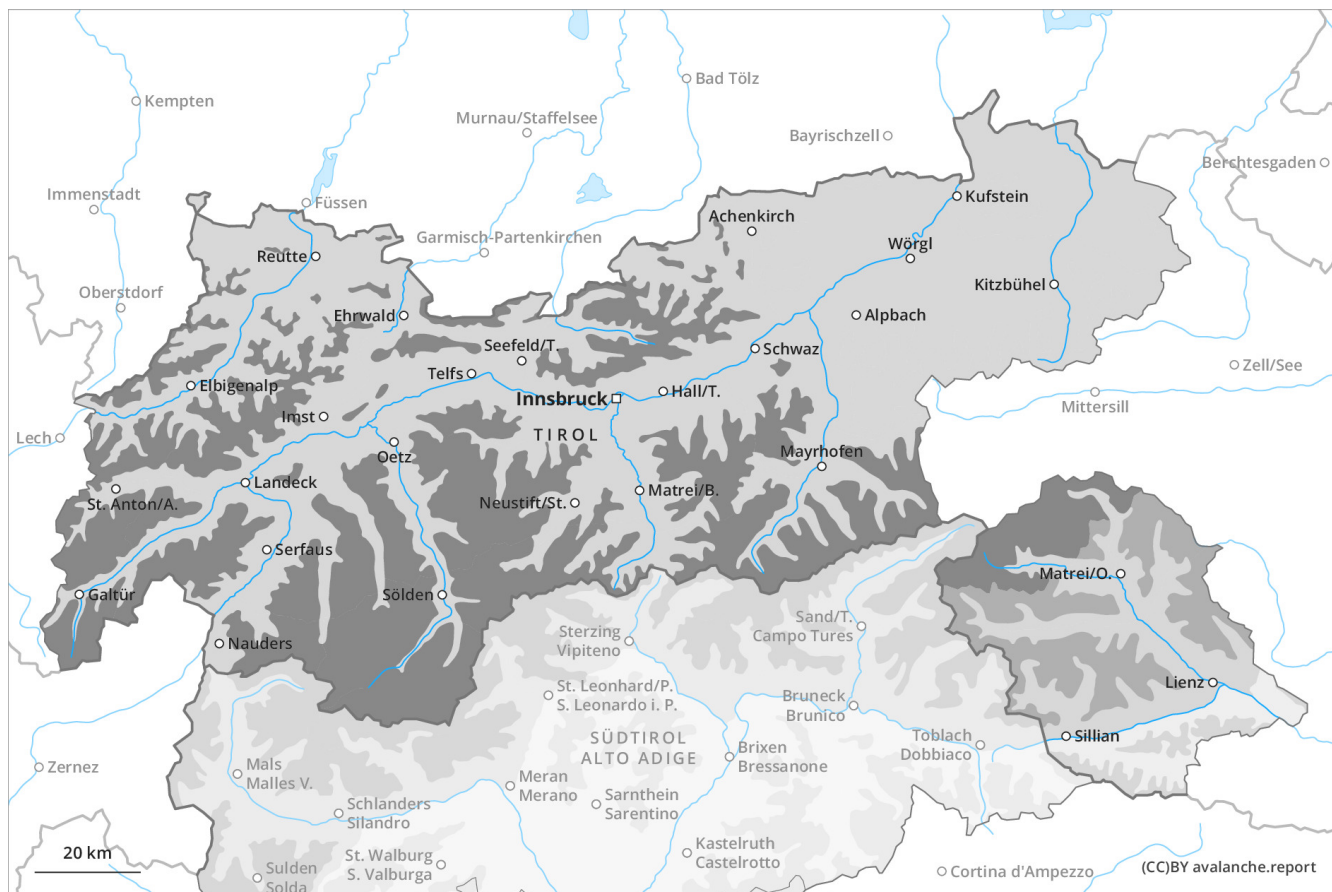 Kempten
Bad Tölz
Murnau/Staffelsee
Bayrischzell
Berchtesgaden
Immenstadt
Füssen
Kufstein
Achenkirch
Garmisch-Partenkirchen
Wörgl
Reutte
Kitzbühel
Oberstdorf
Ehrwald
Alpbach
Seefeld/T.
Schwaz
Zell/See
Telfs
Elbigenalp
Innsbruck
Hall/T.
Mittersill
Imst
Lech
TIROL
Oetz
Mayrhofen
Landeck
St. Anton/A.
Neustift/St.
Matrei/B.
Serfaus
Matrei/O.
Galtür
Sölden
Sand/T.
Campo Tures
Sterzing
Vipiteno
Nauders
Lienz
St. Leonhard/P.
S. Leonardo i. P.
Bruneck
Brunico
SÜDTIROL
ALTO ADIGE
Toblach
Dobbiaco
Sillian
Brixen
Bressanone
Zernez
Mals
Malles V.
Meran
Merano
Schlanders
Silandro
Sarnthein
Sarentino
Kastelruth
Castelrotto
20 km
St. Walburg
S. Valburga
Sulden
Solda
Cortina d'Ampezzo
(CC)BY avalanche.report